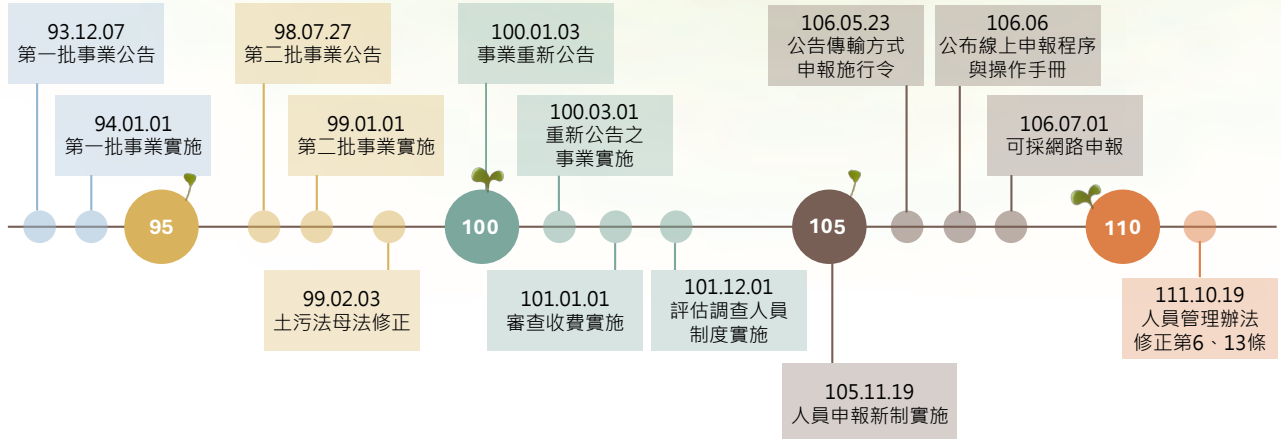 93.12.07
第一批事業公告
98.07.27
第二批事業公告
100.01.03
事業重新公告
106.05.23
公告傳輸方式
申報施行令
106.06
公布線上申報程序
與操作手冊
94.01.01
第一批事業實施
99.01.01
第二批事業實施
100.03.01
重新公告之
事業實施
106.07.01
可採網路申報
95
100
105
110
99.02.03
土污法母法修正
101.01.01
審查收費實施
101.12.01
評估調查人員
制度實施
111.10.19
人員管理辦法
修正第6、13條
105.11.19
人員申報新制實施